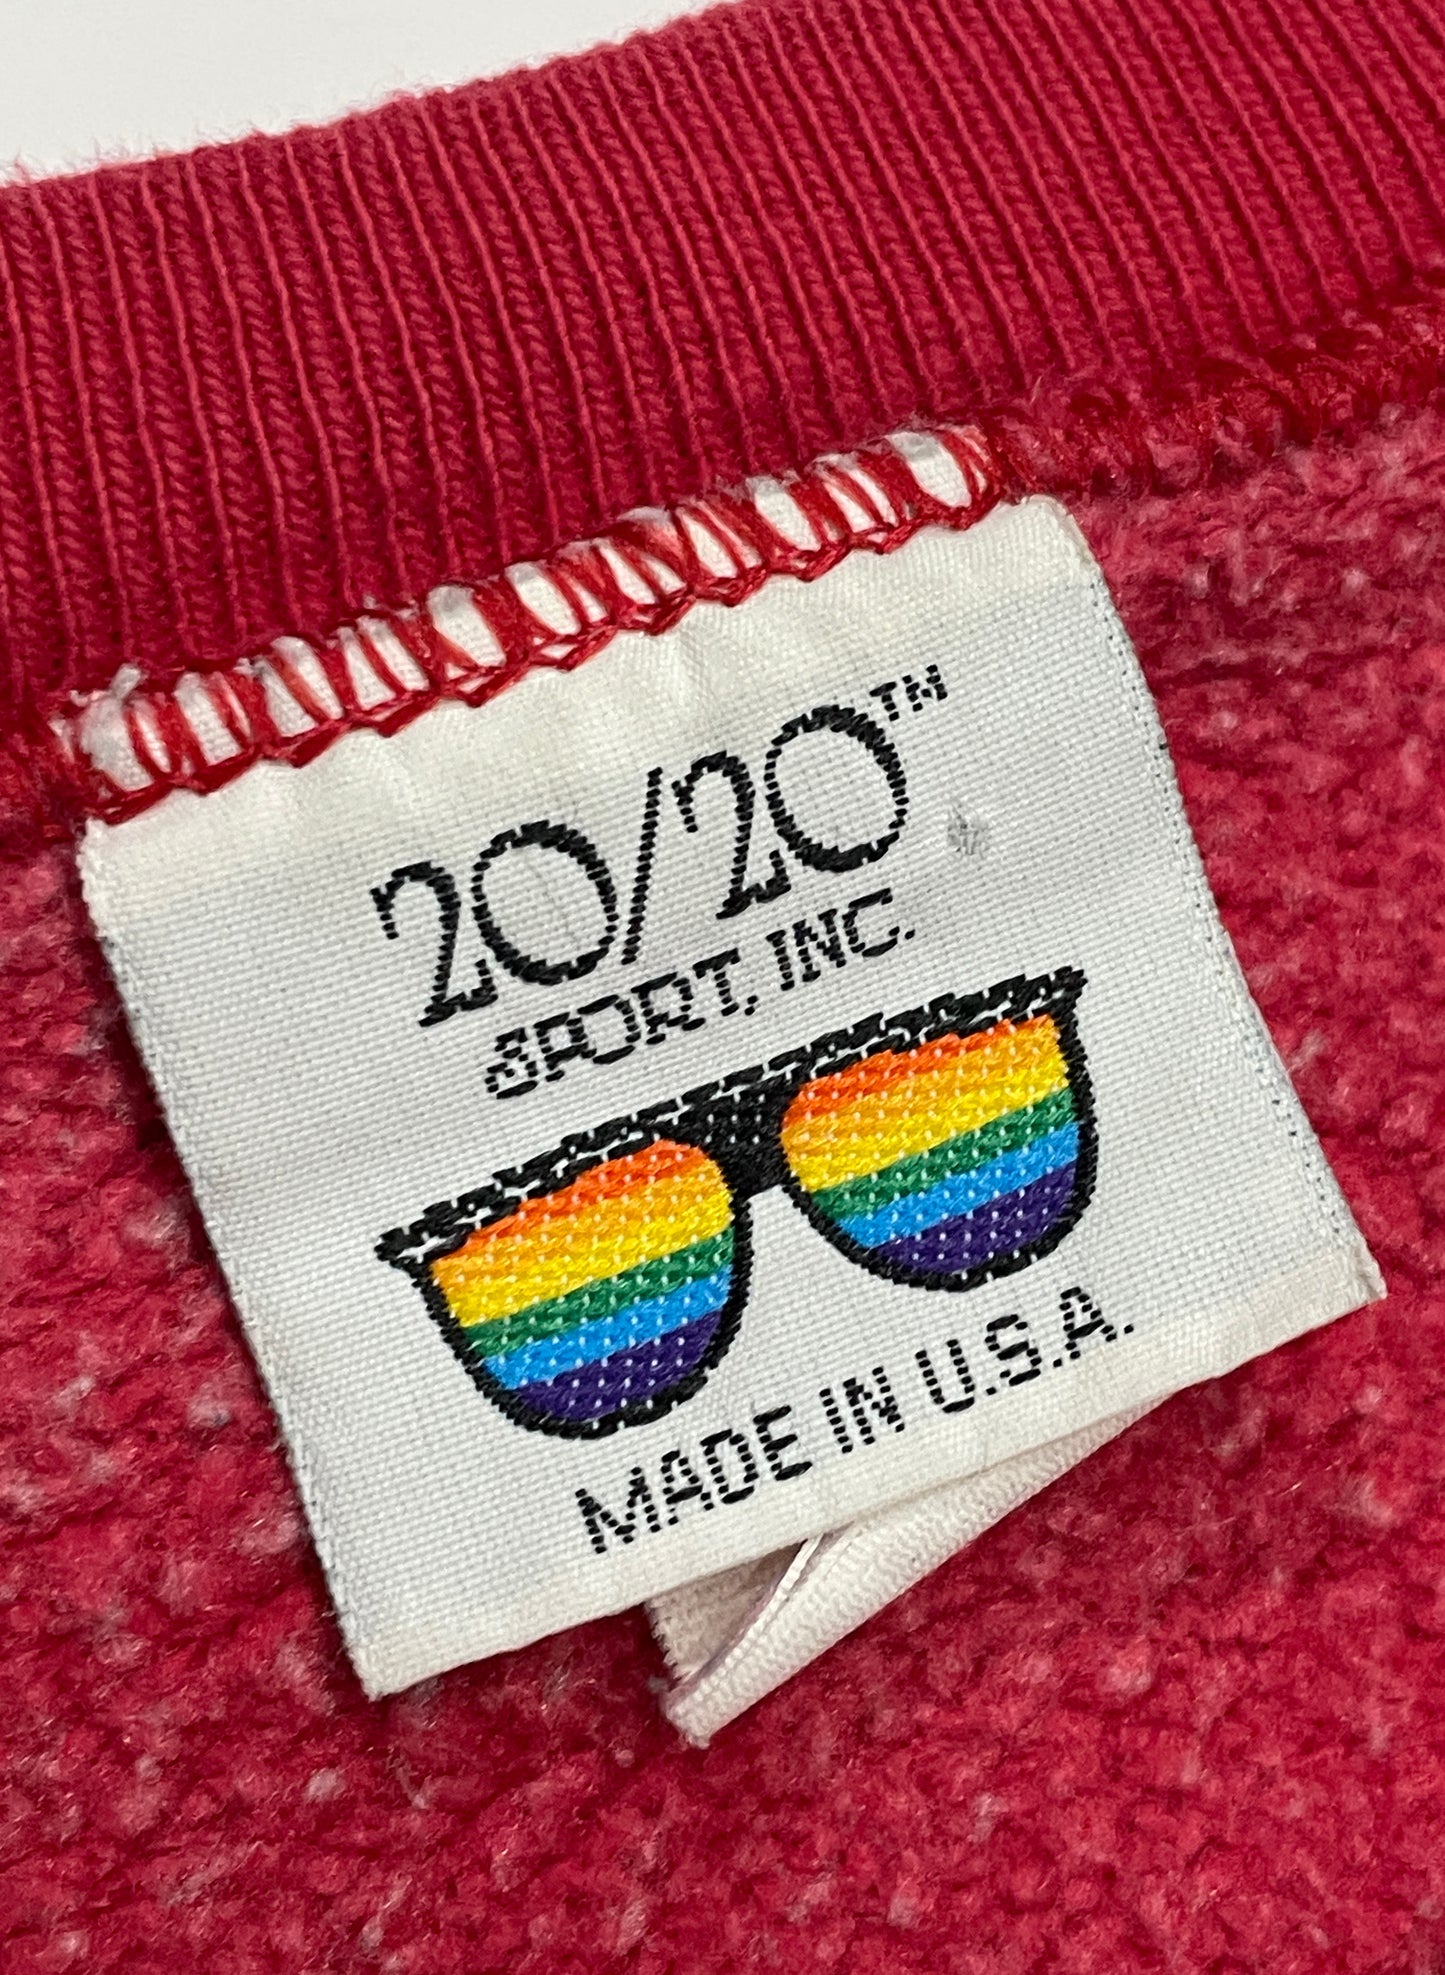 20/20™
SPORT, INC.
MADE IN U.S.A.